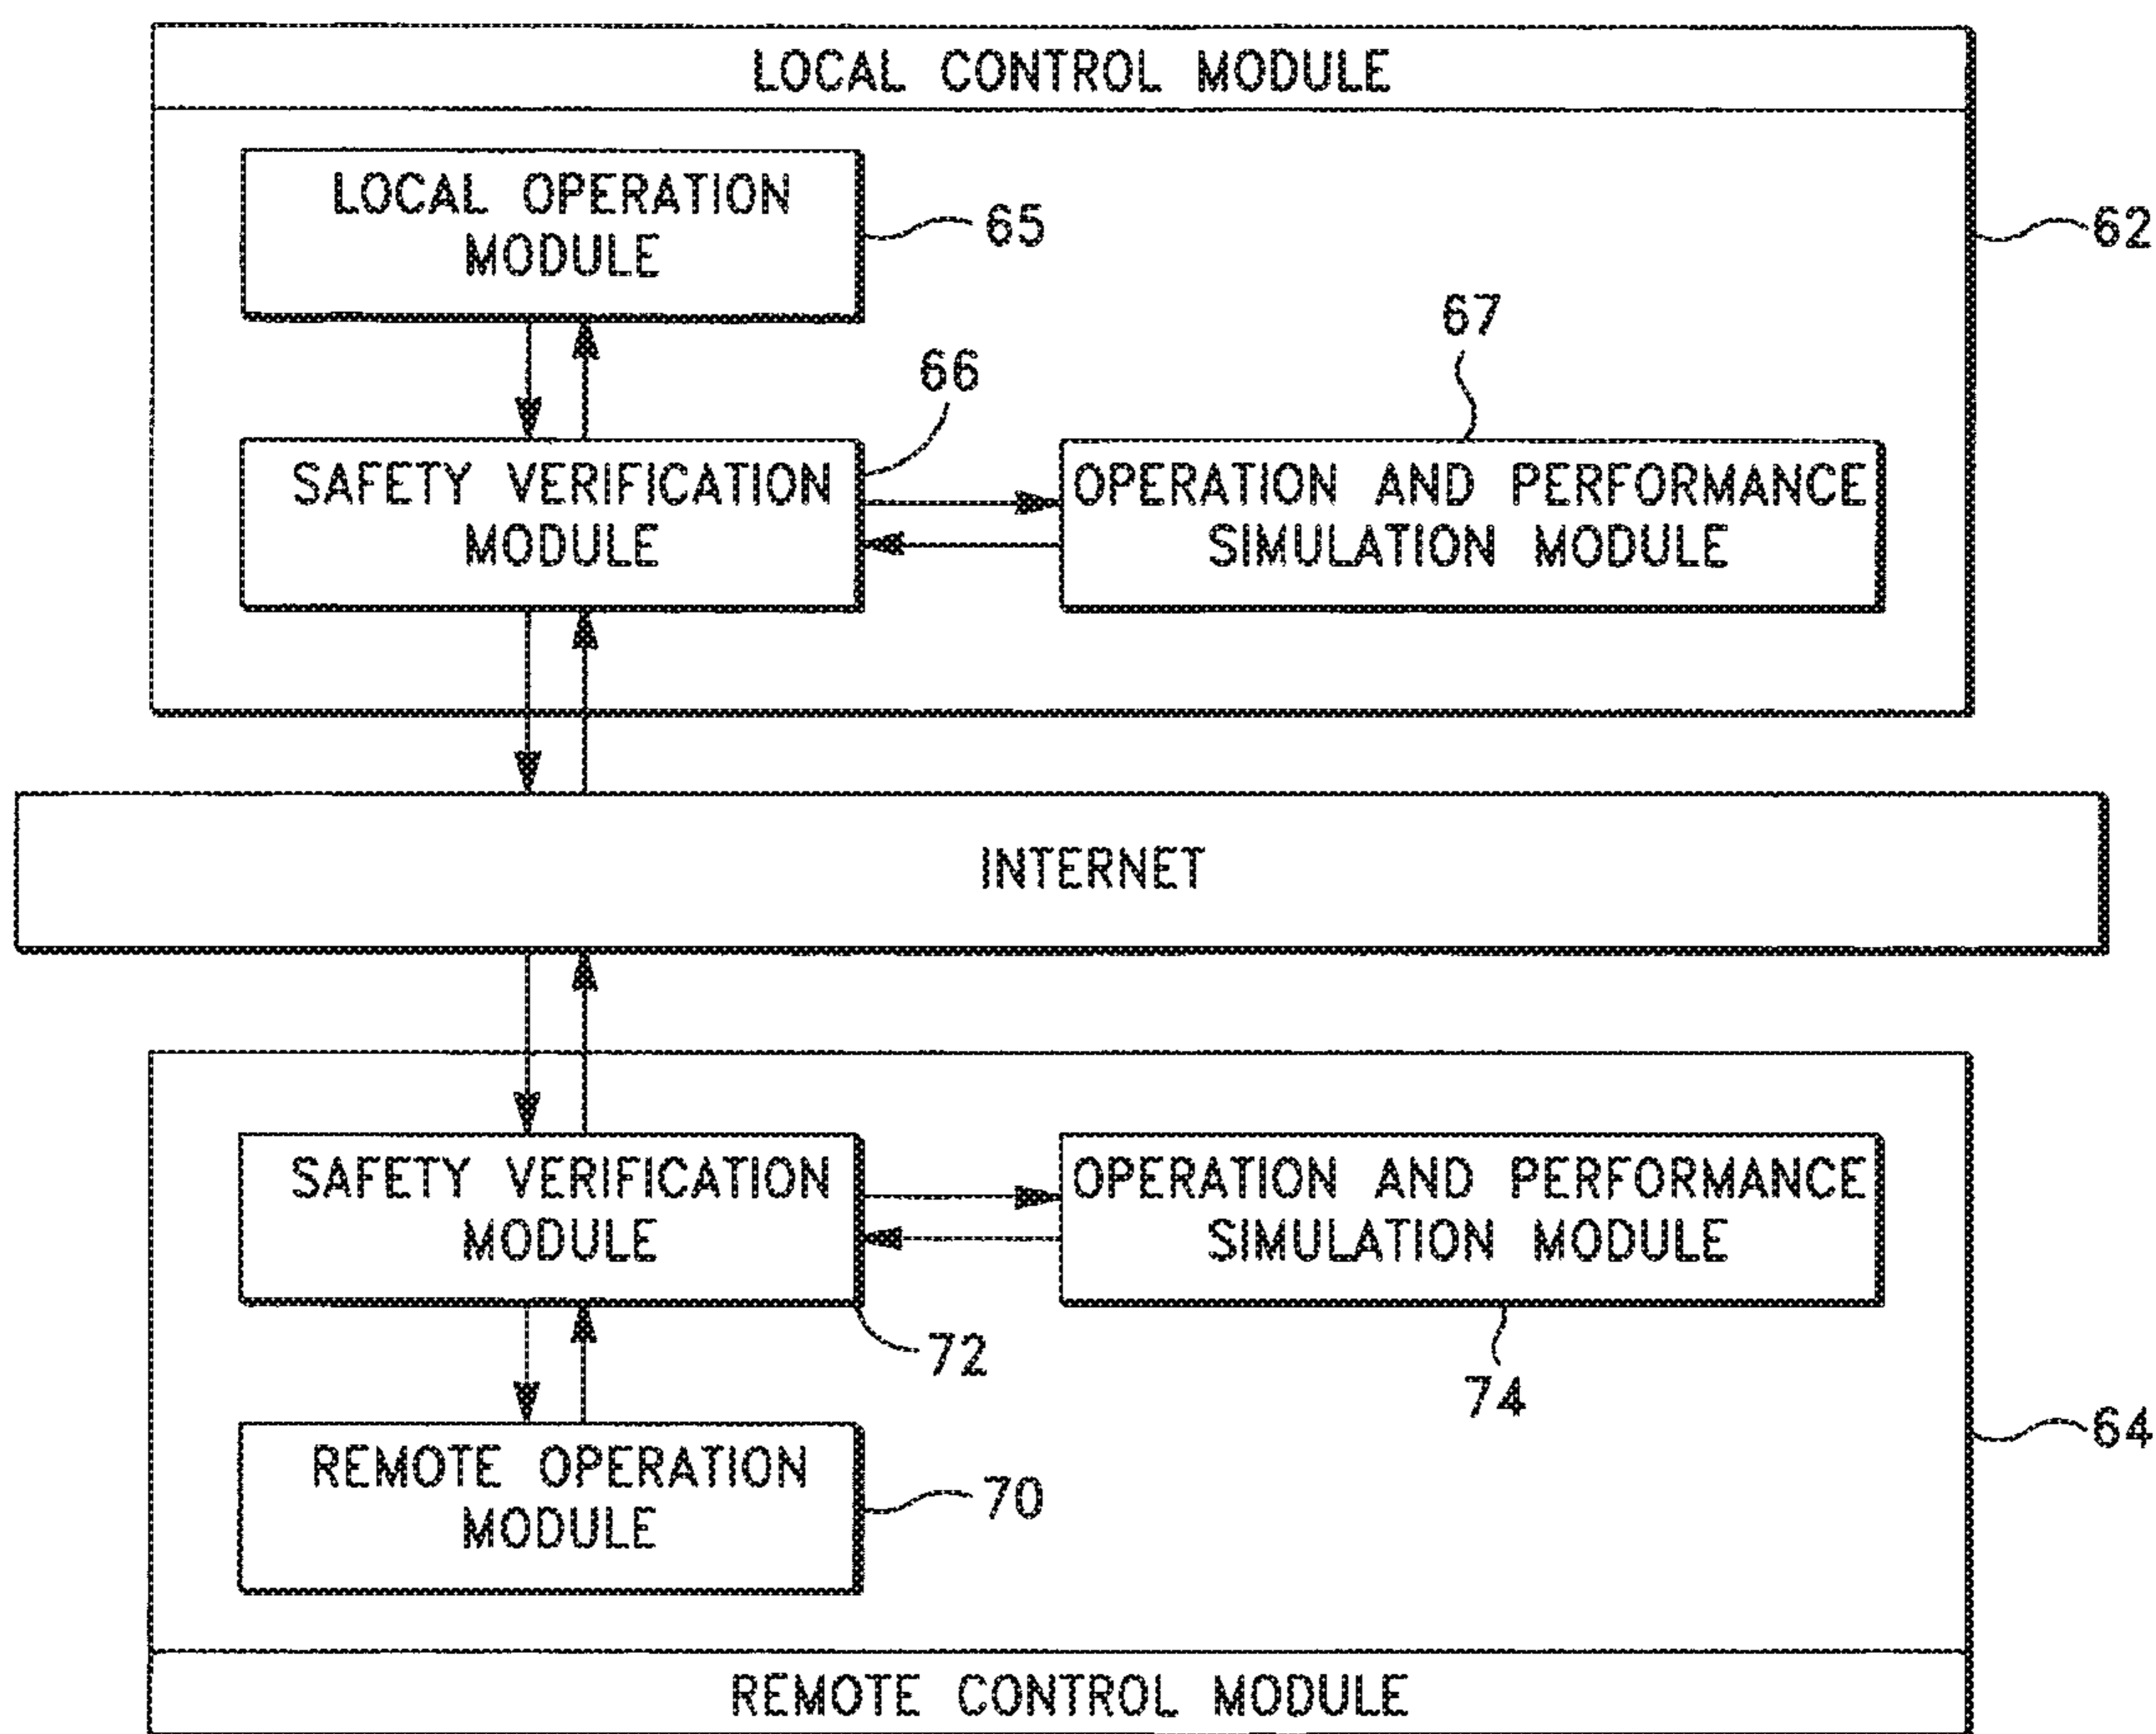 LOCAL CONTROL MODULE
LOCAL OPERATION
MODULE
65
62
67
66
SAFETY VERIFICATION
MODULE
OPERATION AND PERFORMANCE
SIMULATION MODULE
INTERNET
SAFETY VERIFICATION
MODULE
OPERATION AND PERFORMANCE
SIMULATION MODULE
72
74
64
REMOTE OPERATION
MODULE
70
REMOTE CONTROL MODULE